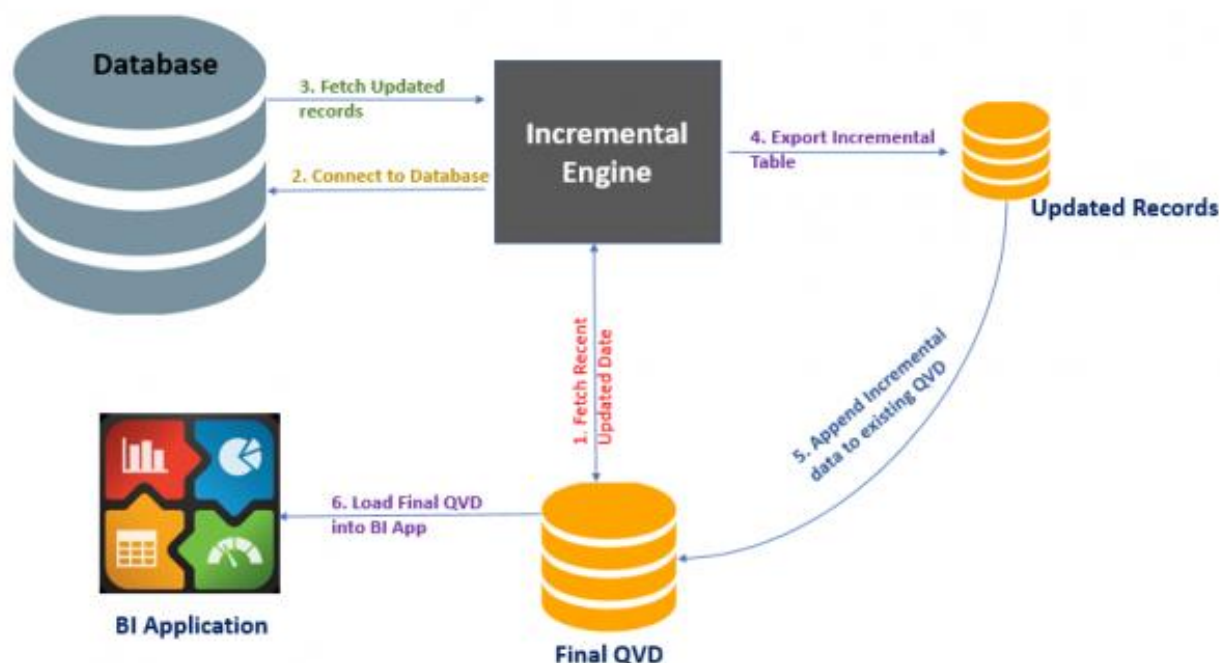 Database
3. Fetch Updated
records
2. Connect to Database
Incremental
Engine
4. Export Incremental
Table
Updated Records
1. Fetch Recent
Updated Date
5. Append Incremental
data to existing QVD
6. Load Final QVD
into BI App
BI Application
Final QVD